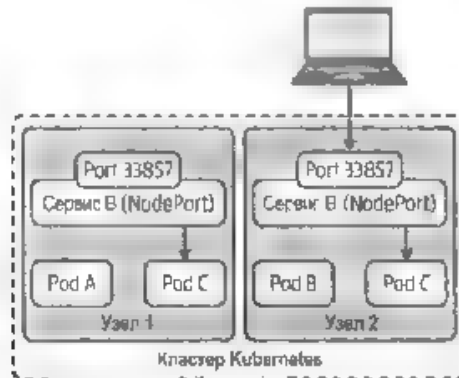 Port 33857
Сервис B (NodePort)
Pod A
Pod C
Узел 1
Port 33857
Сервис B (NodePort)
Pod B
Pod C
Узел 2
Кластер Kubernetes